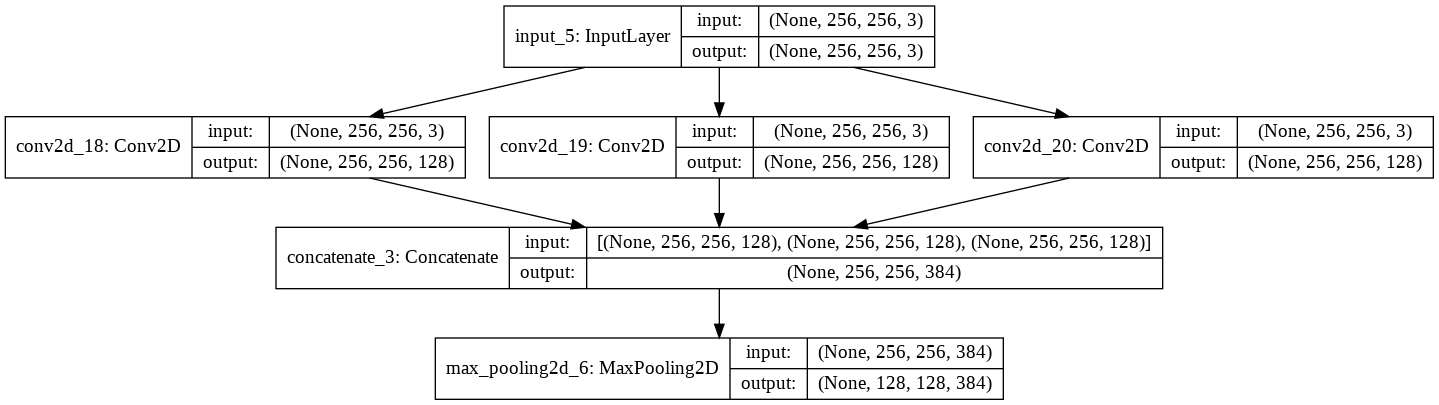 input_5: InputLayer
input:
(None, 256, 256, 3)
output:
(None, 256, 256, 3)
conv2d_18: Conv2D
input:
(None, 256, 256, 3)
output:
(None, 256, 256, 128)
conv2d_19: Conv2D
input:
(None, 256, 256, 3)
output:
(None, 256, 256, 128)
conv2d_20: Conv2D
input:
(None, 256, 256, 3)
output:
(None, 256, 256, 128)
concatenate_3: Concatenate
input:
[(None, 256, 256, 128), (None, 256, 256, 128), (None, 256, 256, 128)]
output:
(None, 256, 256, 384)
max_pooling2d_6: MaxPooling2D
input:
(None, 256, 256, 384)
output:
(None, 128, 128, 384)